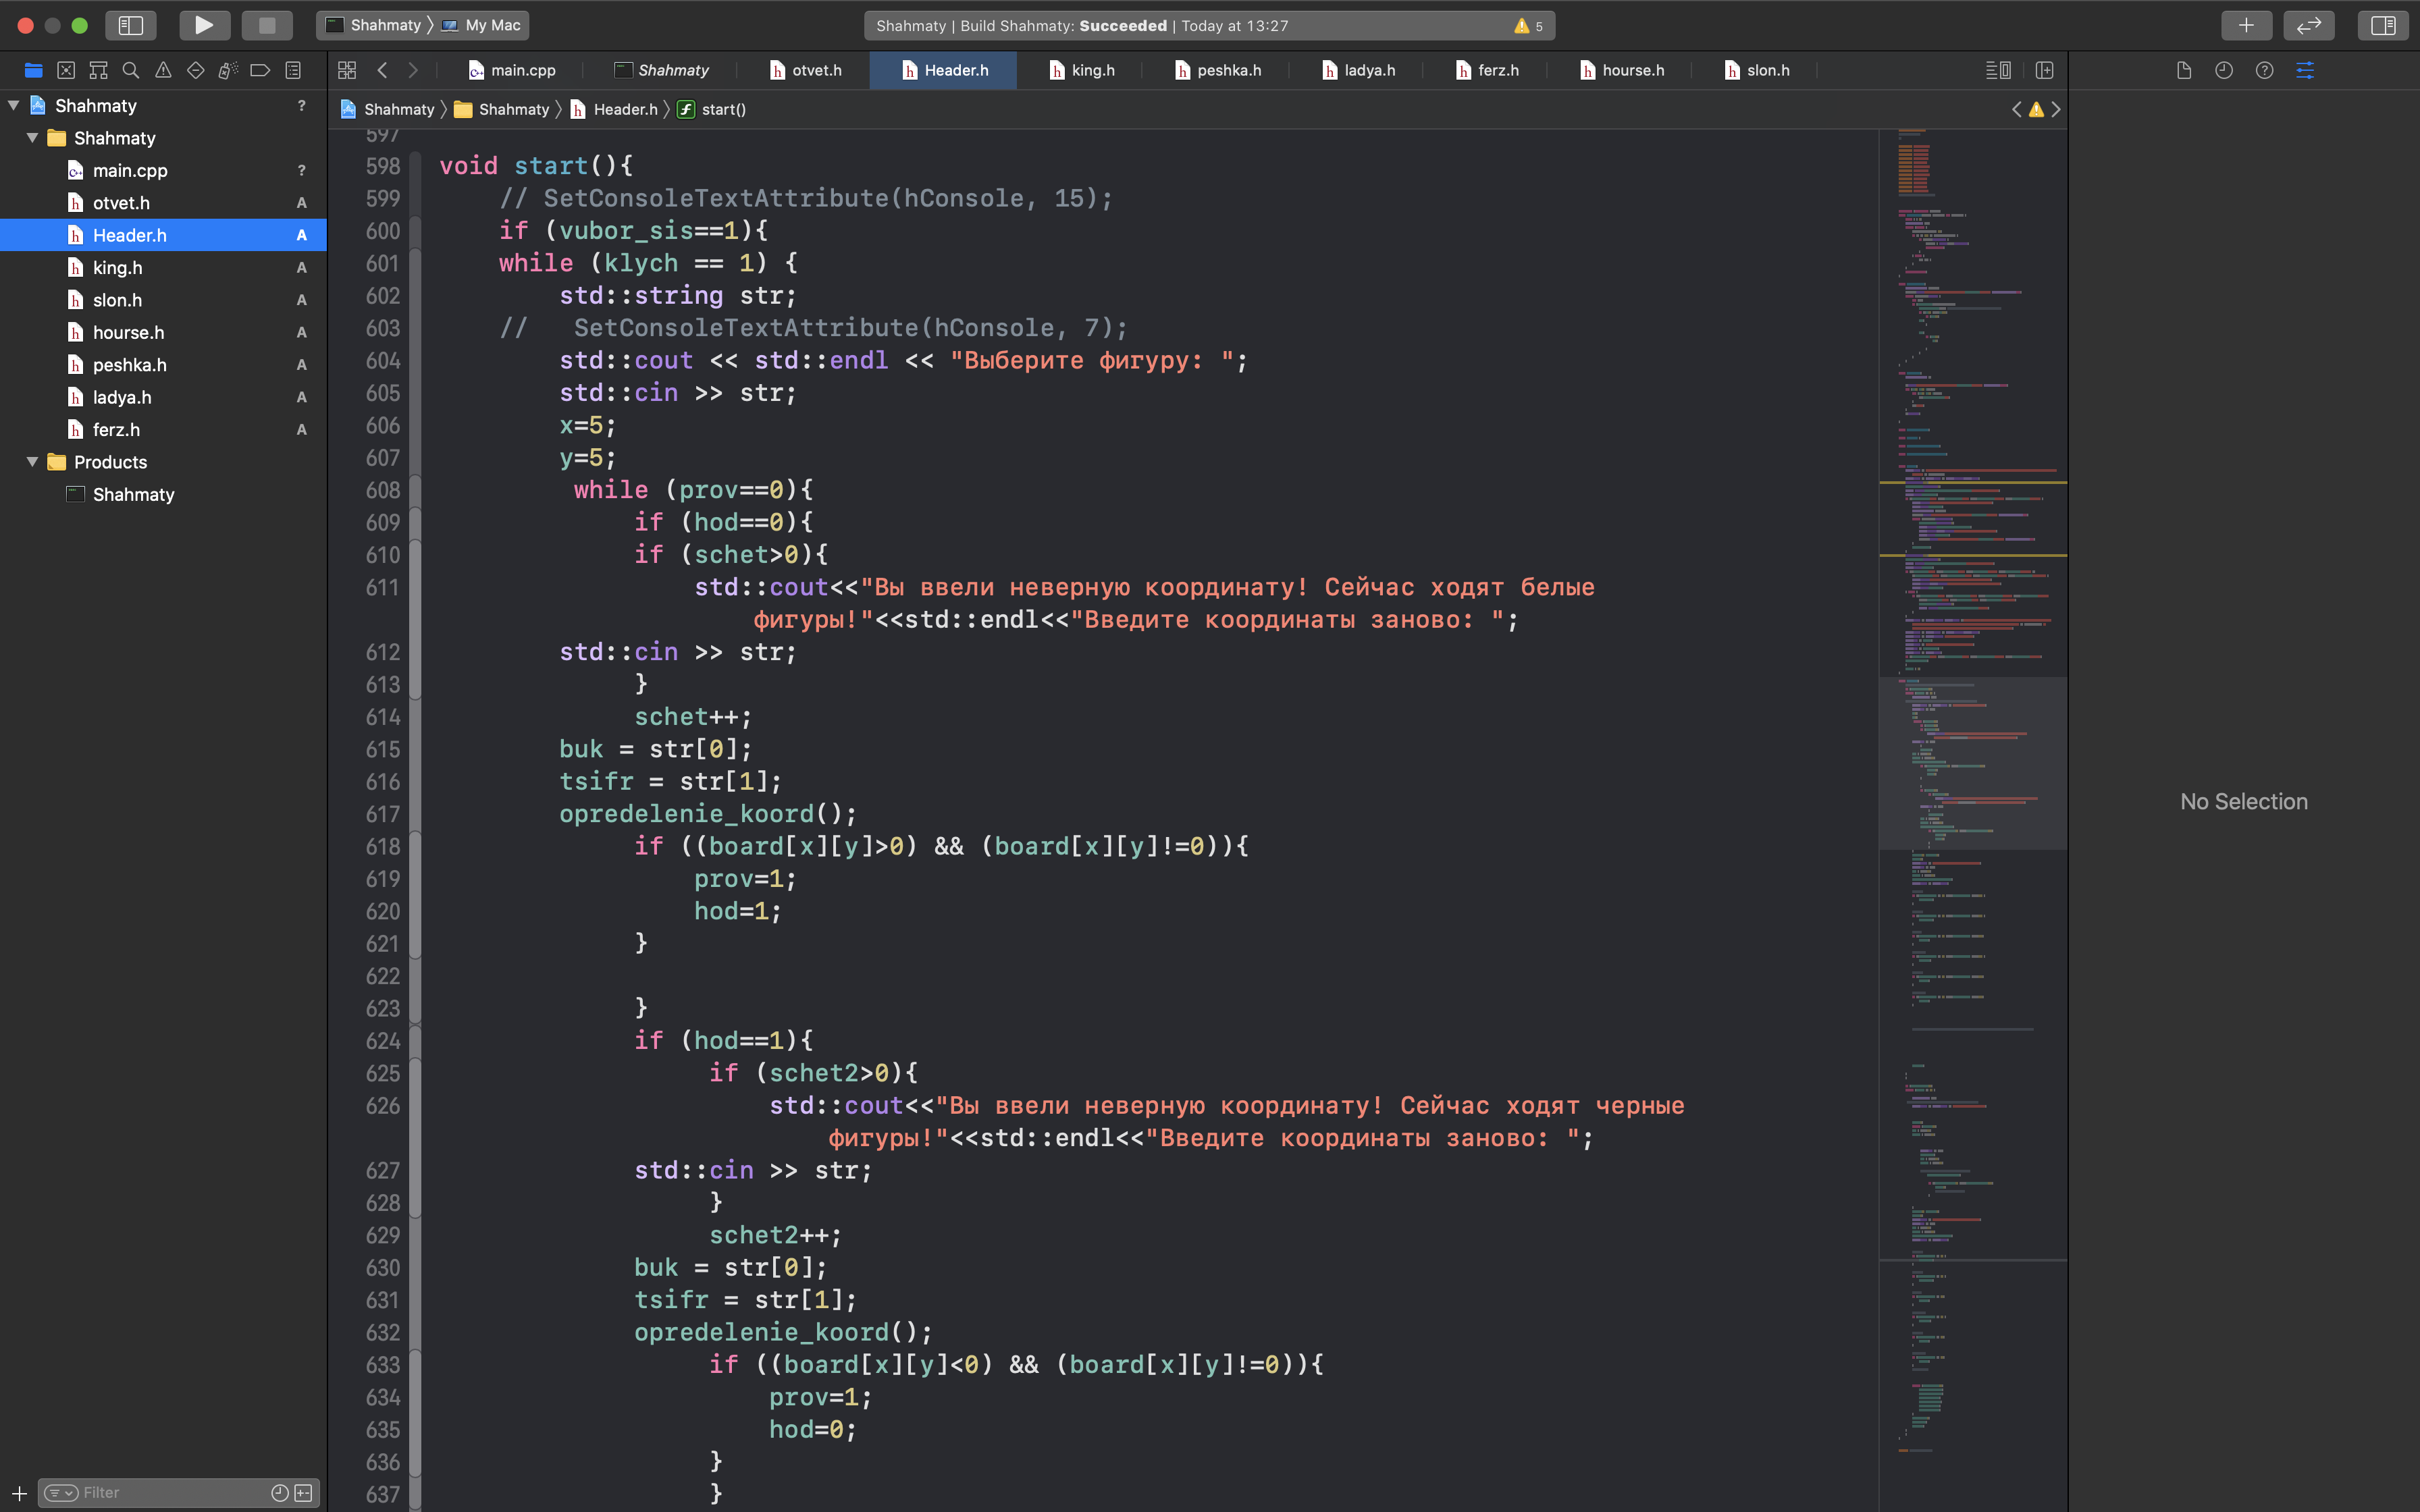 Shahmaty 〉 My Mac
Shahmaty | Build Shahmaty: Succeeded | Today at 13:27
5
main.cpp
Shahmaty
otvet.h
Header.h
king.h
peshka.h
ladya.h
ferz.h
hourse.h
slon.h
Shahmaty 〉 Shahmaty 〉 Header.h 〉 start()
Shahmaty ?
Shahmaty
main.cpp ?
otvet.h A
Header.h A
king.h A
slon.h A
hourse.h A
peshka.h A
ladya.h A
ferz.h A
Products
Shahmaty
Filter
597
598 void start(){
599 // SetConsoleTextAttribute(hConsole, 15);
600 if (vubor_sis==1){
601 while (klych == 1) {
602 std::string str;
603 // SetConsoleTextAttribute(hConsole, 7);
604 std::cout << std::endl << "Выберите фигуру: ";
605 std::cin >> str;
606 x=5;
607 y=5;
608 while (prov==0){
609 if (hod==0){
610 if (schet>0){
611 std::cout<<"Вы ввели неверную координату! Сейчас ходят белые
фигуры!"<<std::endl<<"Введите координаты заново: ";
612 std::cin >> str;
613 }
614 schet++;
615 buk = str[0];
616 tsifr = str[1];
617 opredelenie_koord();
618 if ((board[x][y]>0) && (board[x][y]!=0)){
619 prov=1;
620 hod=1;
621 }
622
623 }
624 if (hod==1){
625 if (schet2>0){
626 std::cout<<"Вы ввели неверную координату! Сейчас ходят черные
фигуры!"<<std::endl<<"Введите координаты заново: ";
627 std::cin >> str;
628 }
629 schet2++;
630 buk = str[0];
631 tsifr = str[1];
632 opredelenie_koord();
633 if ((board[x][y]<0) && (board[x][y]!=0)){
634 prov=1;
635 hod=0;
636 }
637 }
No Selection